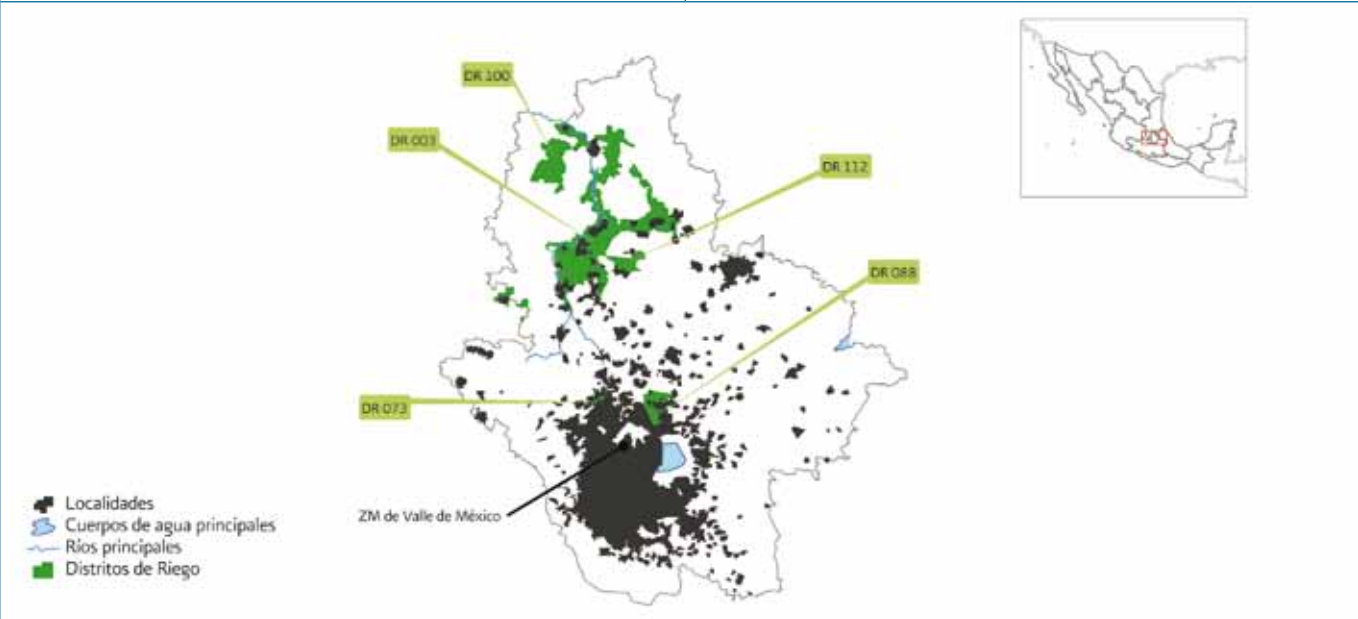 DR 100
DR 003
DR 112
DR 088
DR 073
ZM de Valle de México
Localidades
Cuerpos de agua principales
Ríos principales
Distritos de Riego